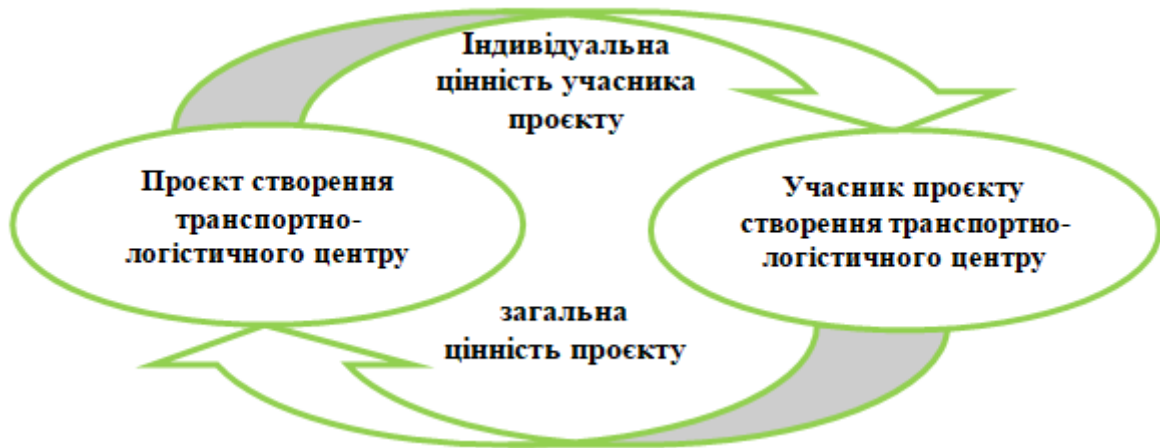 Індивідуальна
цінність учасника
проєкту
Проєкт створення
транспортно-
логістичного центру
Учасник проєкту
створення транспортно-
логістичного центру
загальна
цінність проєкту